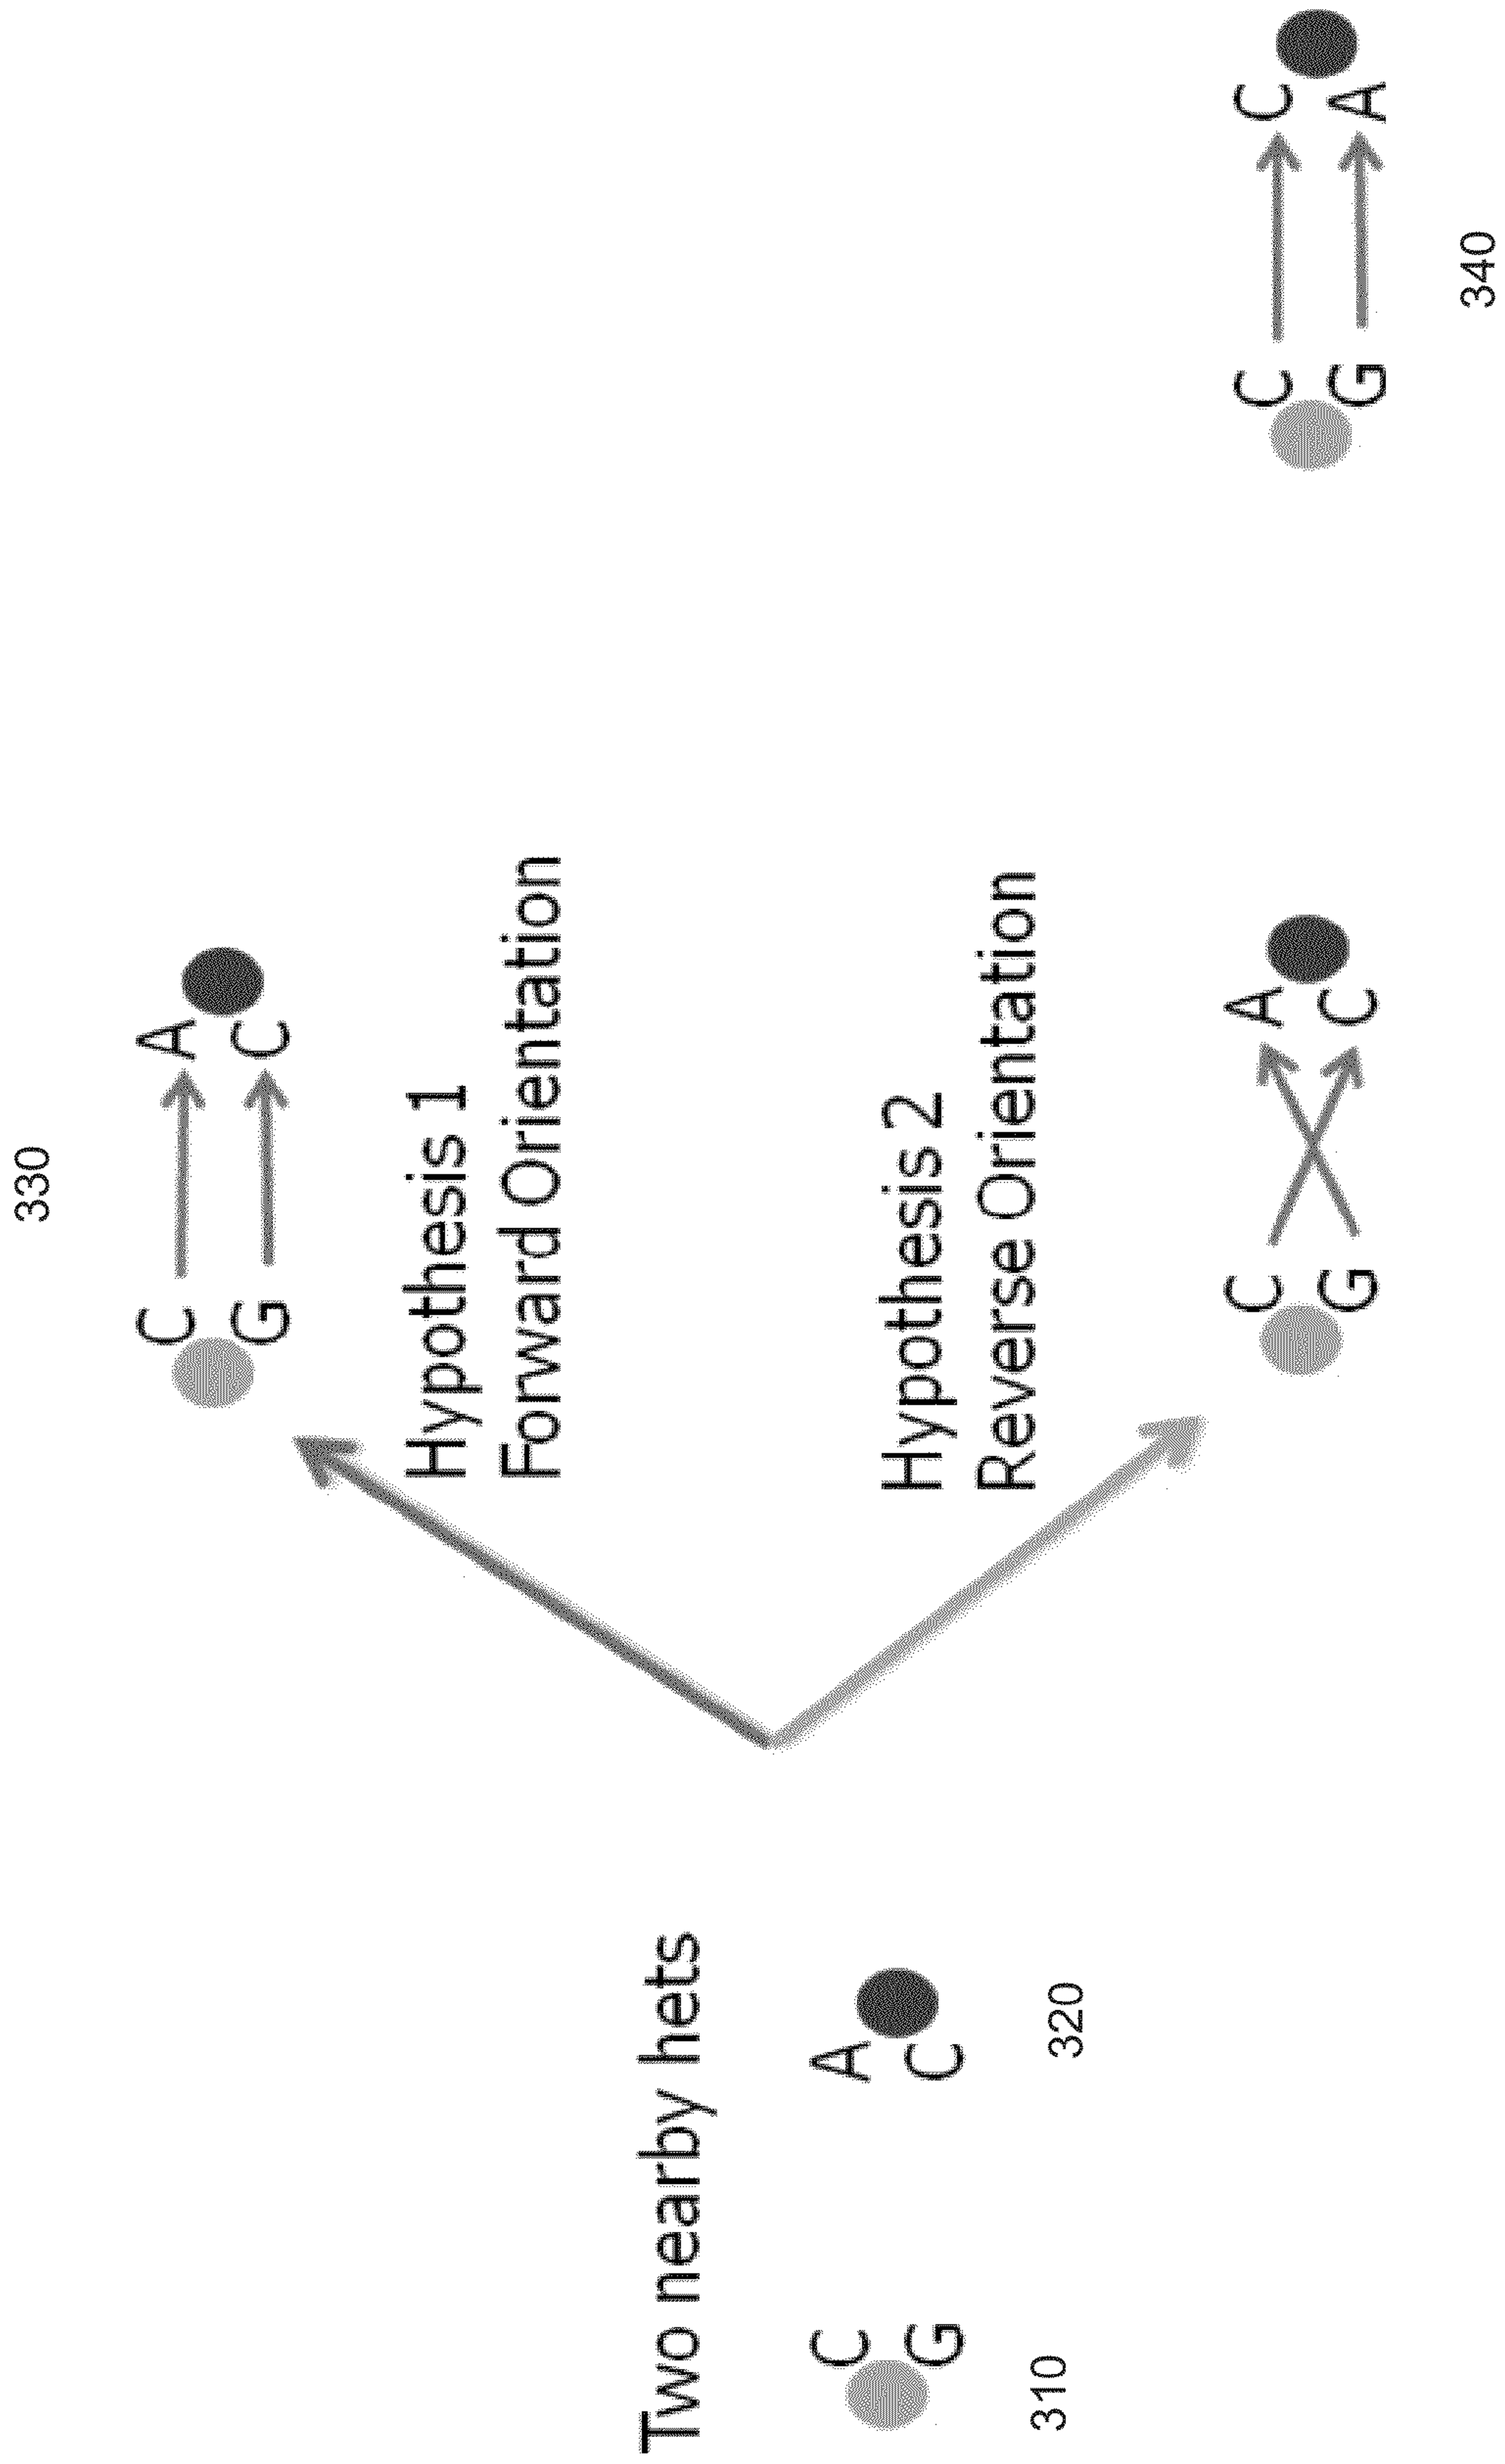 330
C A
G C
Hypothesis 1
Forward Orientation
Two nearby hets
C A
G C
310 320
Hypothesis 2
Reverse Orientation
C A
G C
C C
G A
340